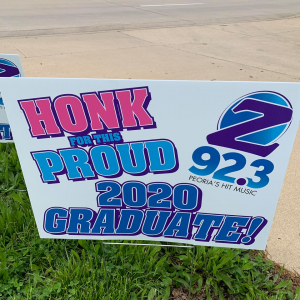 HONK
FOR THIS
PROUD
2020
GRADUATE!
Z
92.3
PEORIA'S HIT MUSIC